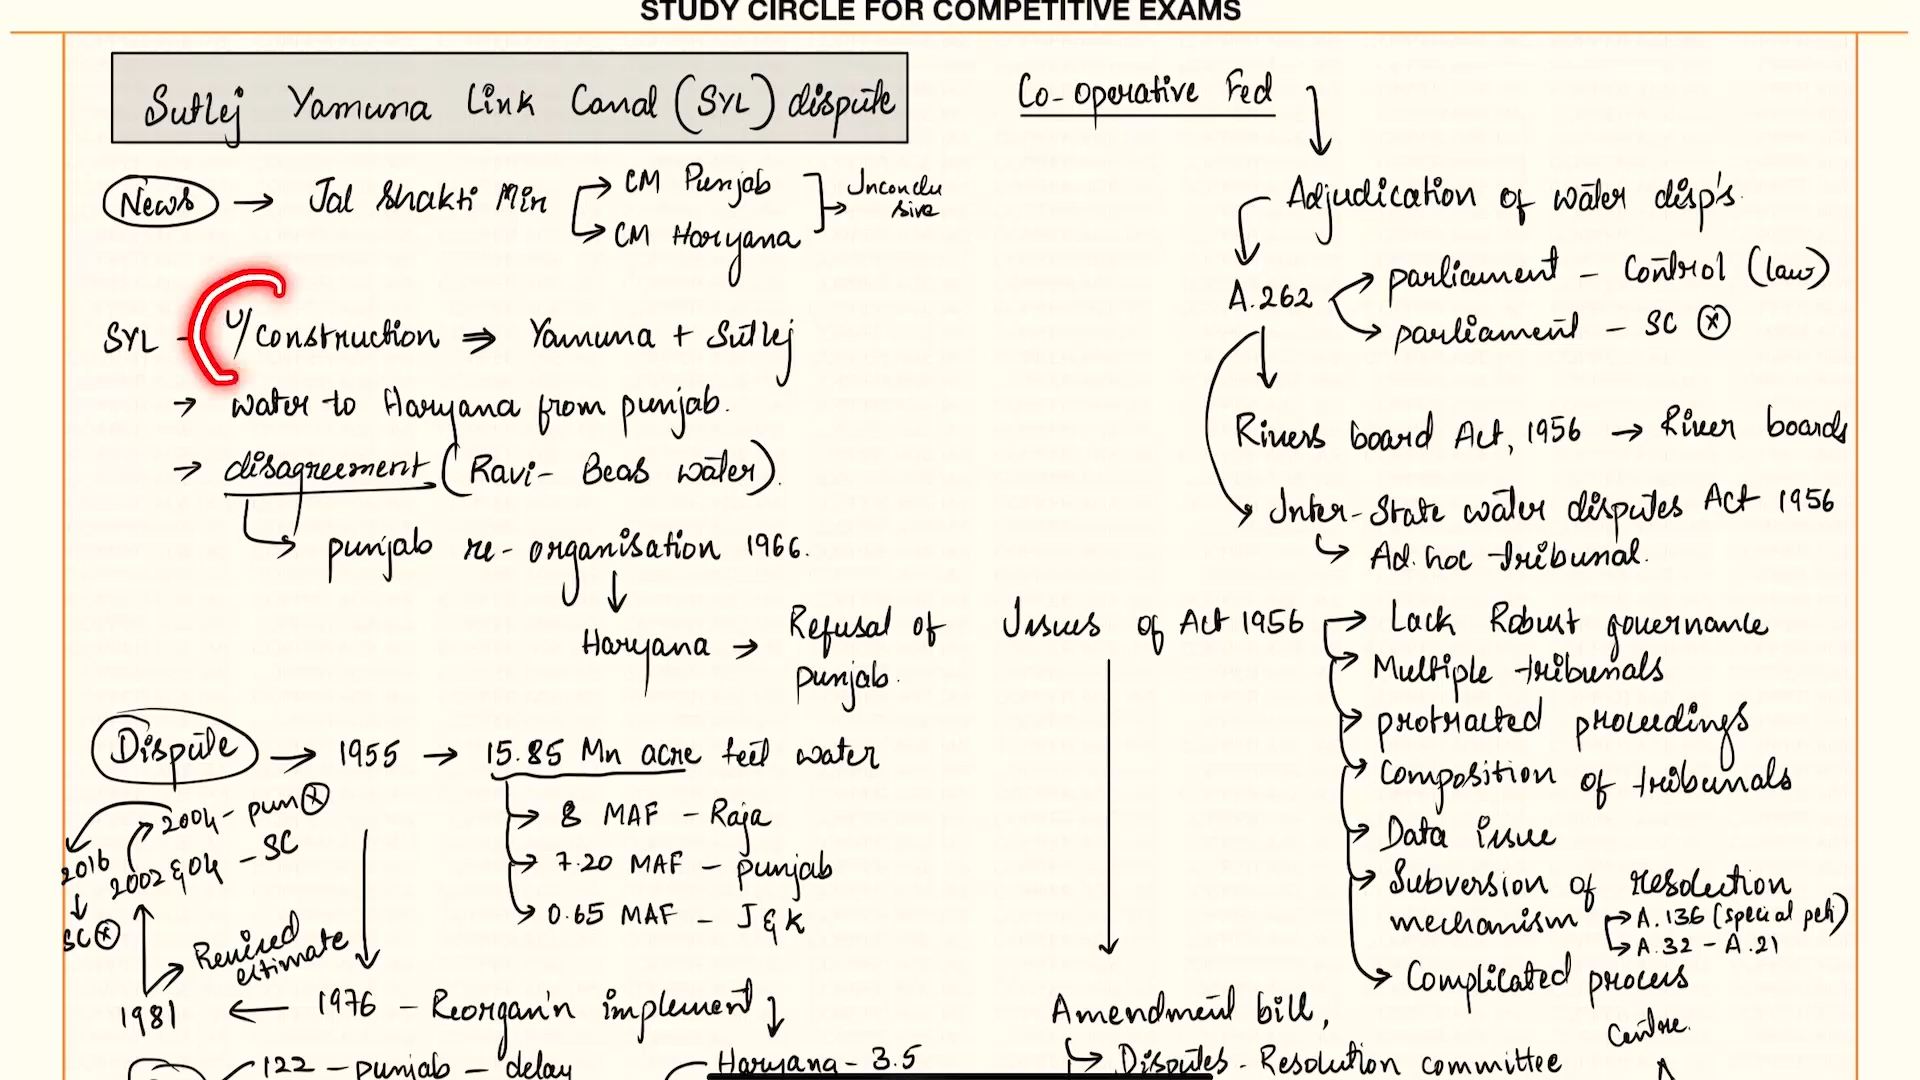 STUDY CIRCLE FOR COMPETITIVE EXAMS
Sutlej Yamuna Link Canal (SYL) dispute
News → Jal Shakti Min → CM Punjab
→ CM Haryana
→ Inconclu
sive
SYL - U/Construction ⇒ Yamuna + Sutlej
→ water to Haryana from punjab.
→ disagreement (Ravi- Beas water).
→ punjab re-organisation 1966.
↓
Haryana → Refusal of
punjab.
Dispute → 1955 → 15.85 Mn acre feet water
→ 8 MAF - Raja
→ 7.20 MAF - punjab
→ 0.65 MAF - J&K
2004 - pun ⓧ
2002 & 04 - SC
2016
↓
SC ⓧ
Revised
estimate
1981 ← 1976 - Reorgan'n implement
122 - punjab - delay
Haryana - 3.5
Co-operative Fed
Adjudication of water disp's.
A.262 → parliament - Control (law)
→ parliament - SC ⓧ
Rivers board Act, 1956 → River boards
Inter-State water disputes Act 1956
↳ Ad.hoc tribunal.
Issues of Act 1956 → Lack Robust governance
→ Multiple tribunals
→ protracted proceedings
→ Composition of tribunals
→ Data issue
→ Subversion of resolution
mechanism → A.136 (special peti)
→ A.32 - A.21
→ Complicated process
Amendment bill,
Centre.
↳ Disputes - Resolution committee